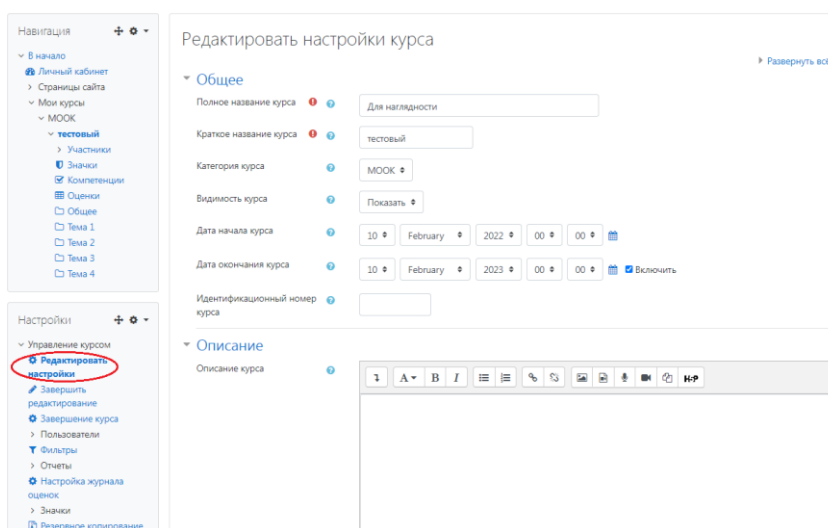 Навигация
В начало
Личный кабинет
Страницы сайта
Мои курсы
МООК
тестовый
Участники
Значки
Компетенции
Оценки
Общее
Тема 1
Тема 2
Тема 3
Тема 4
Настройки
Управление курсом
Редактировать
настройки
Завершить
редактирование
Завершение курса
Пользователи
Фильтры
Отчеты
Настройка журнала
оценок
Значки
Резервное копирование
Редактировать настройки курса
Развернуть всё
Общее
Полное название курса Для наглядности
Краткое название курса тестовый
Категория курса МООК
Видимость курса Показать
Дата начала курса 10 February 2022 00 00
Дата окончания курса 10 February 2023 00 00 Включить
Идентификационный номер
курса
Описание
Описание курса A B I H-P